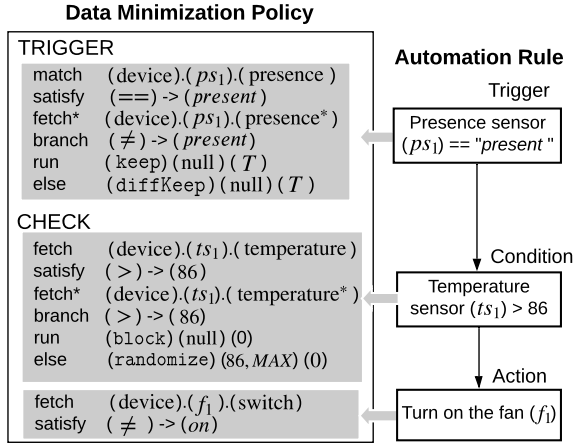 Data Minimization Policy
TRIGGER
match (device).(ps₁).(presence)
satisfy (==) -> (present)
fetch* (device).(ps₁).(presence*)
branch (≠) -> (present)
run (keep)(null)(T)
else (diffKeep)(null)(T)
CHECK
fetch (device).(ts₁).(temperature)
satisfy (>) -> (86)
fetch* (device).(ts₁).(temperature*)
branch (>) -> (86)
run (block)(null)(0)
else (randomize)(86, MAX)(0)
fetch (device).(f₁).(switch)
satisfy (≠) -> (on)
Automation Rule
Trigger
Presence sensor
(ps₁) == "present "
Condition
Temperature
sensor (ts₁) > 86
Action
Turn on the fan (f₁)